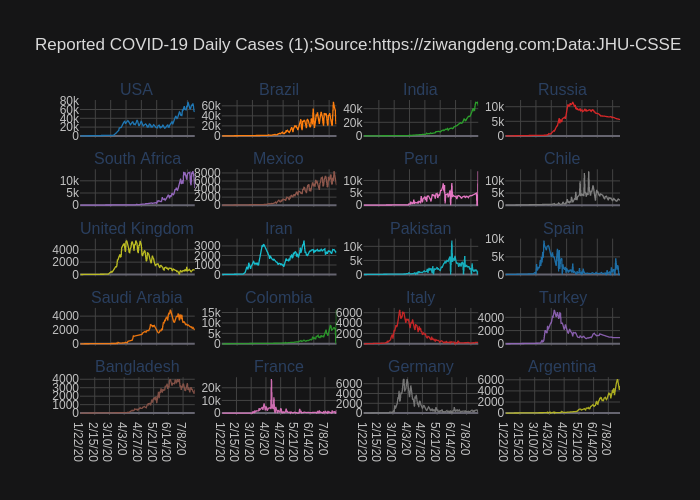 Reported COVID-19 Daily Cases (1);Source:https://ziwangdeng.com;Data:JHU-CSSE
USA Brazil India Russia
80k 60k 40k 20k 0
60k 40k 20k 0
40k 20k 0
10k 5k 0
South Africa Mexico Peru Chile
10k 5k 0
8000 6000 4000 2000 0
10k 5k 0
10k 5k 0
United Kingdom Iran Pakistan Spain
4000 2000 0
3000 2000 1000 0
10k 5k 0
10k 5k 0
Saudi Arabia Colombia Italy Turkey
4000 2000 0
15k 10k 5k 0
6000 4000 2000 0
4000 2000 0
Bangladesh France Germany Argentina
4000 3000 2000 1000 0
20k 10k 0
6000 4000 2000 0
6000 4000 2000 0
1/22/20 2/15/20 3/10/20 4/3/20 4/27/20 5/21/20 6/14/20 7/8/20
1/22/20 2/15/20 3/10/20 4/3/20 4/27/20 5/21/20 6/14/20 7/8/20
1/22/20 2/15/20 3/10/20 4/3/20 4/27/20 5/21/20 6/14/20 7/8/20
1/22/20 2/15/20 3/10/20 4/3/20 4/27/20 5/21/20 6/14/20 7/8/20